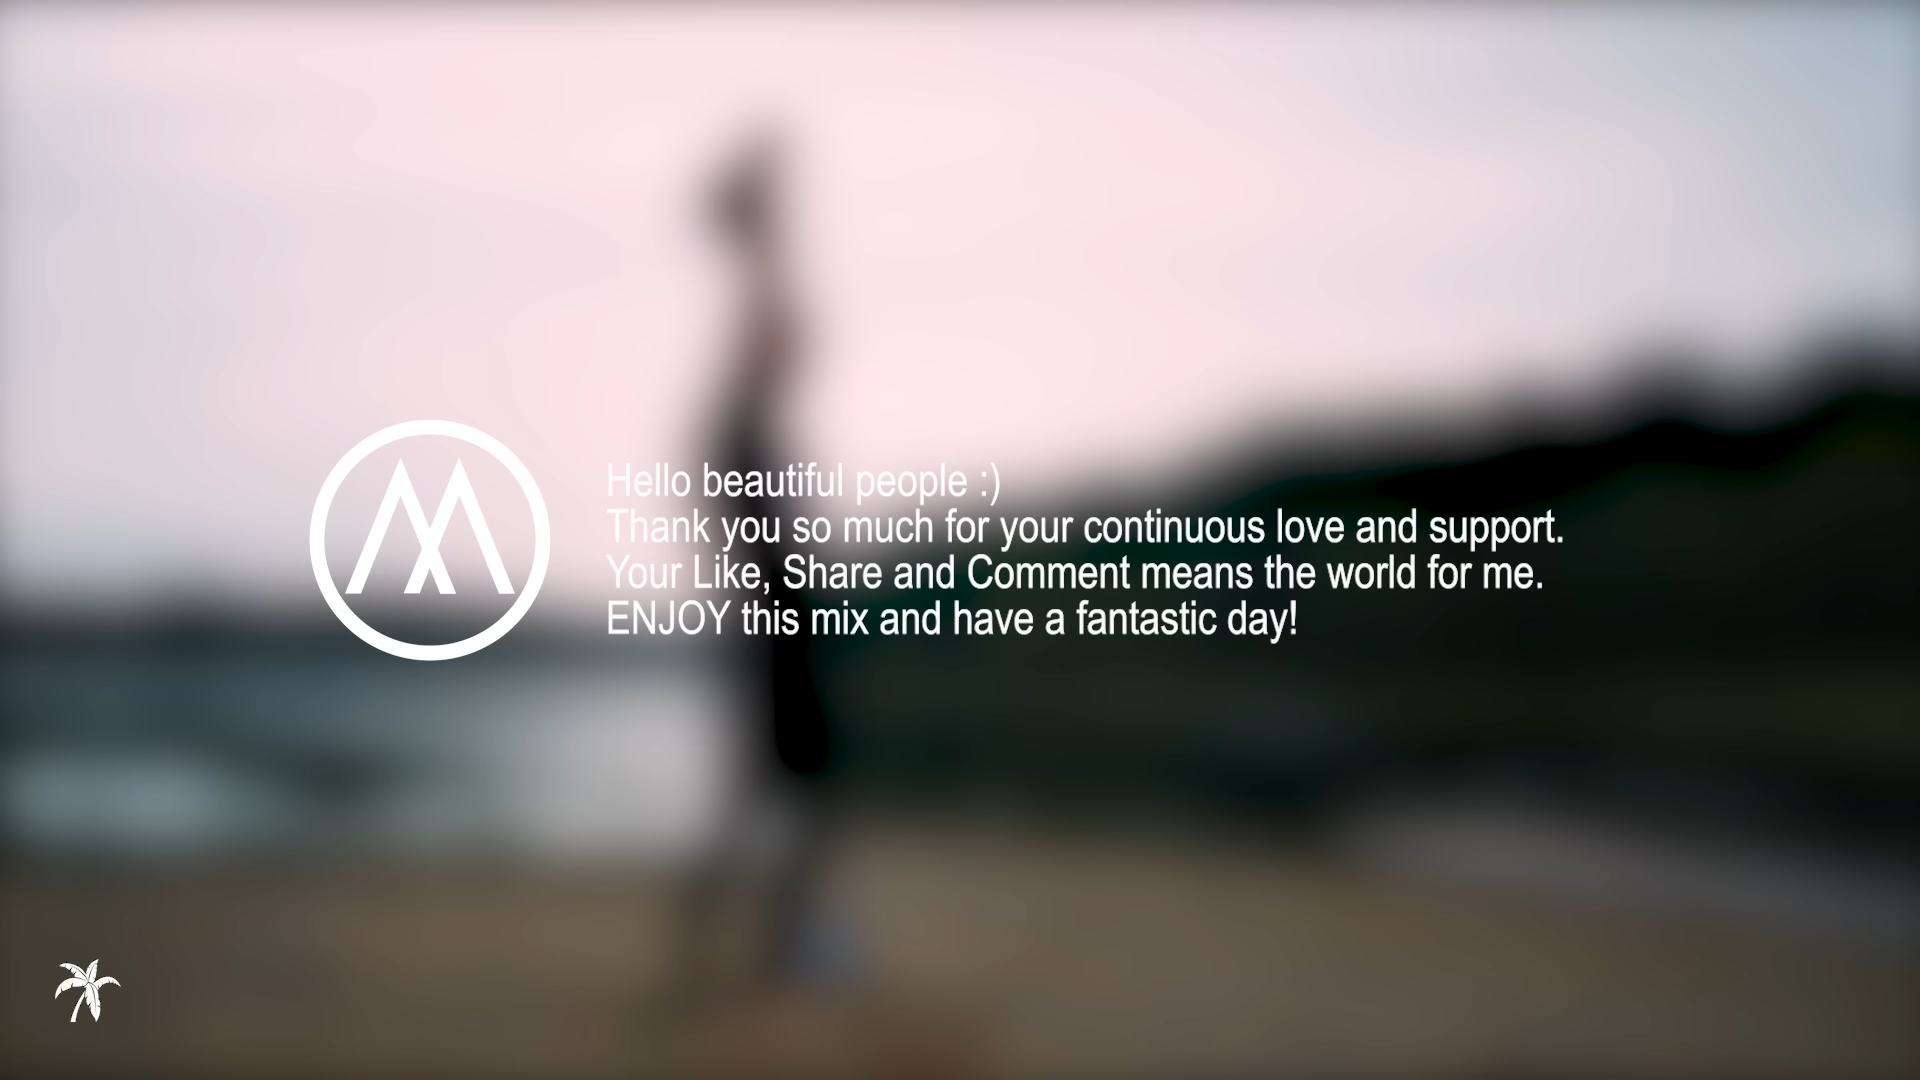 Hello beautiful people :)
Thank you so much for your continuous love and support.
Your Like, Share and Comment means the world for me.
ENJOY this mix and have a fantastic day!